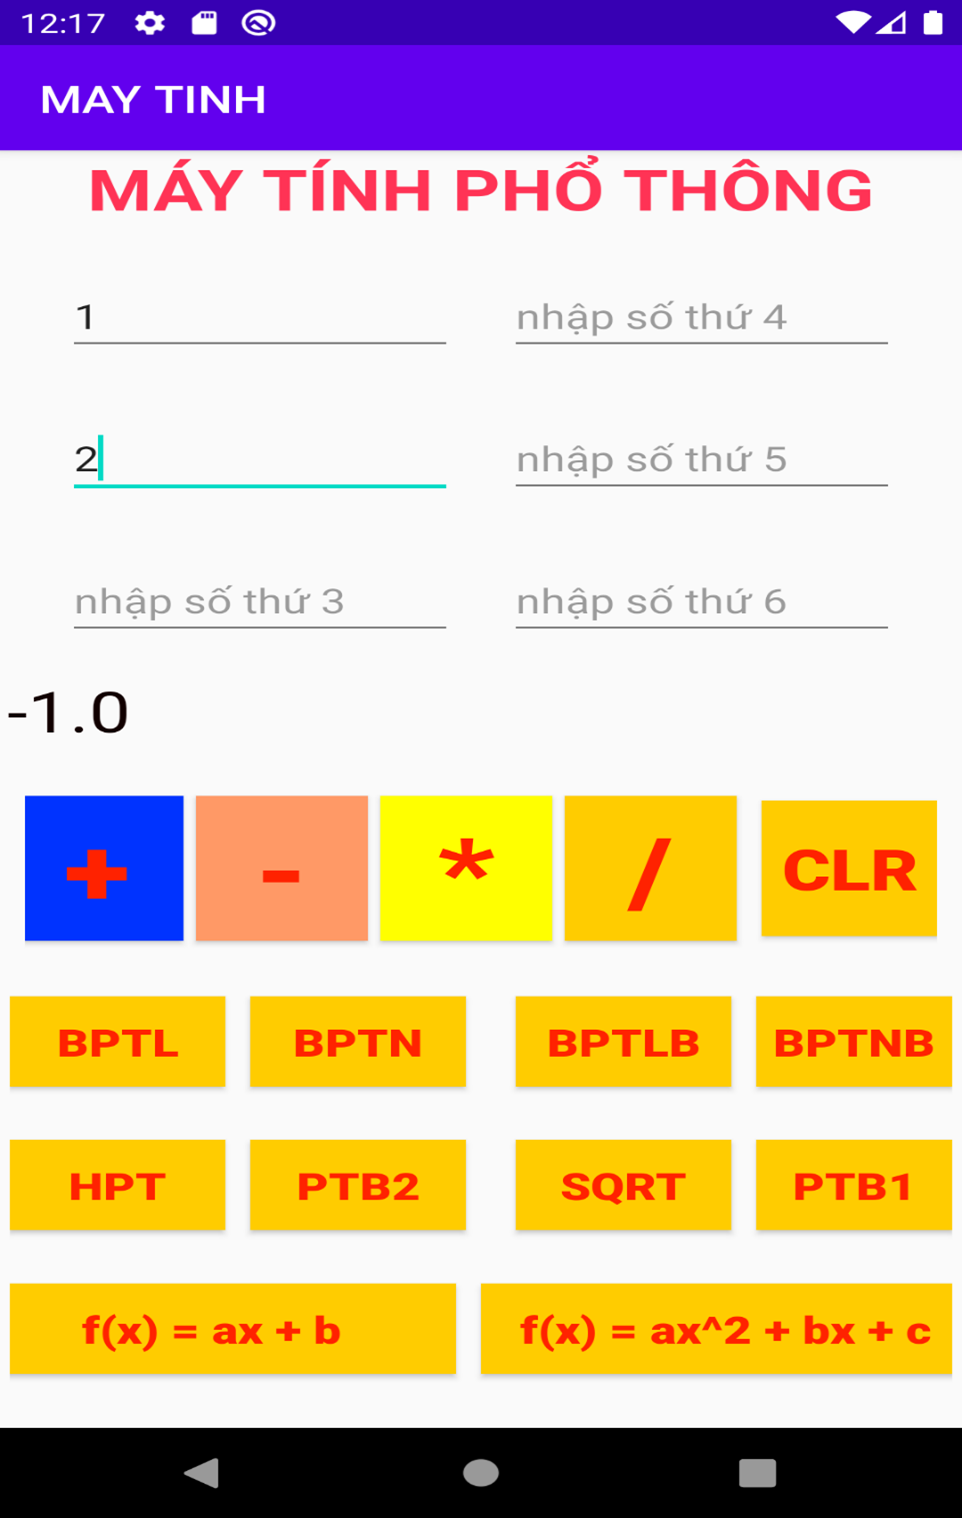 12:17
MAY TINH
MÁY TÍNH PHỔ THÔNG
1 nhập số thứ 4
2 nhập số thứ 5
nhập số thứ 3 nhập số thứ 6
-1.0
+ - * / CLR
BPTL BPTN BPTLB BPTNB
HPT PTB2 SQRT PTB1
f(x) = ax + b f(x) = ax^2 + bx + c